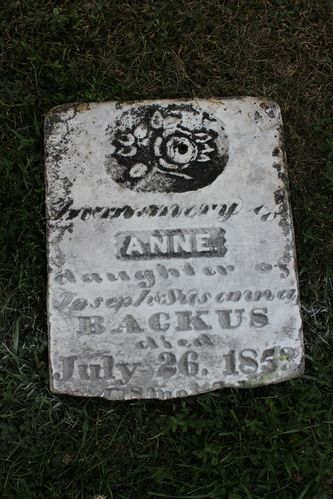 In memory of
ANNE
daughter of
Joseph & Susanna
BACKUS
died
July 26, 185